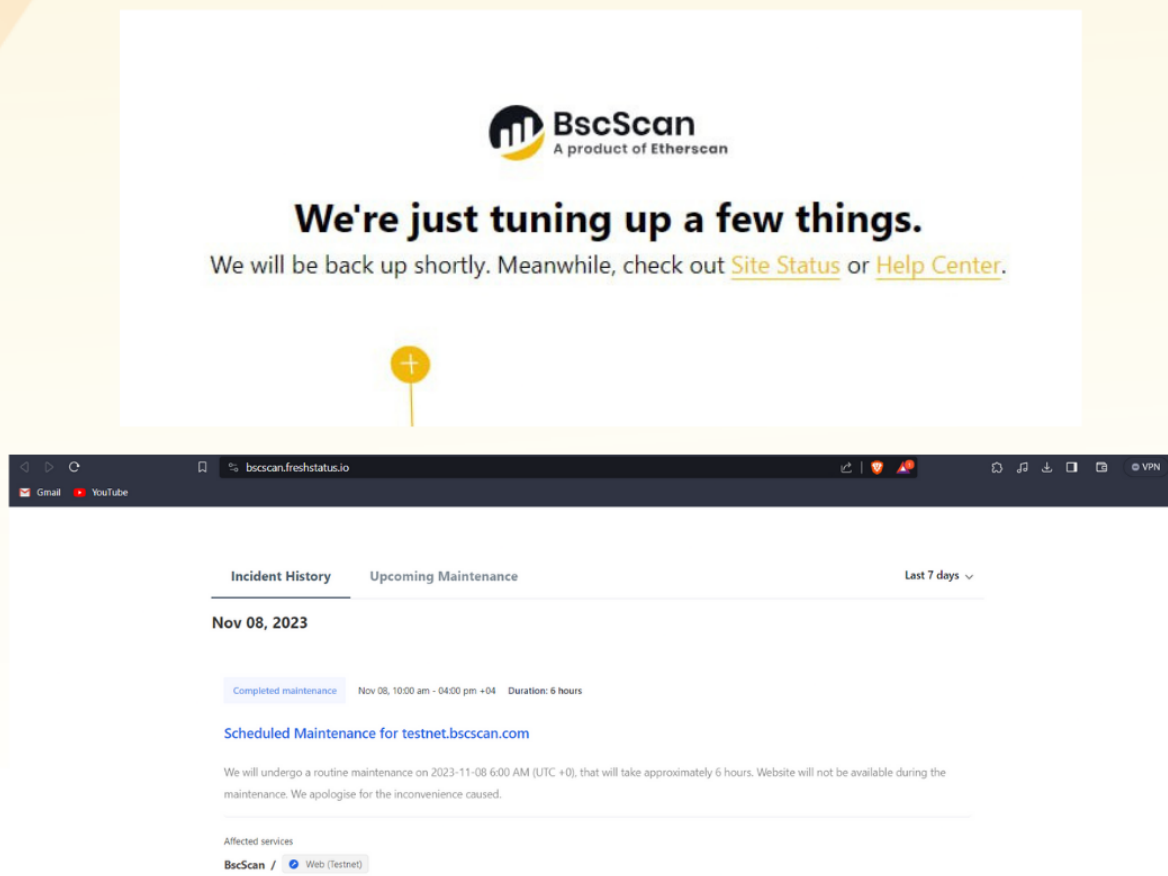 BscScan
A product of Etherscan
We're just tuning up a few things.
We will be back up shortly. Meanwhile, check out Site Status or Help Center.
bscscan.freshstatus.io
VPN
Gmail YouTube
Incident History Upcoming Maintenance Last 7 days
Nov 08, 2023
Completed maintenance Nov 08, 10:00 am - 04:00 pm +04 Duration: 6 hours
Scheduled Maintenance for testnet.bscscan.com
We will undergo a routine maintenance on 2023-11-08 6:00 AM (UTC +0), that will take approximately 6 hours. Website will not be available during the
maintenance. We apologise for the inconvenience caused.
Affected services
BscScan / Web (Testnet)